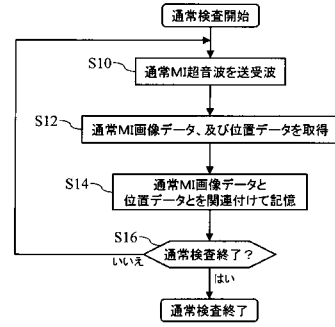 通常検査開始
S10
通常MI超音波を送受波
S12
通常MI画像データ、及び位置データを取得
S14
通常MI画像データと
位置データとを関連付けて記憶
S16
通常検査終了？
いいえ
はい
通常検査終了